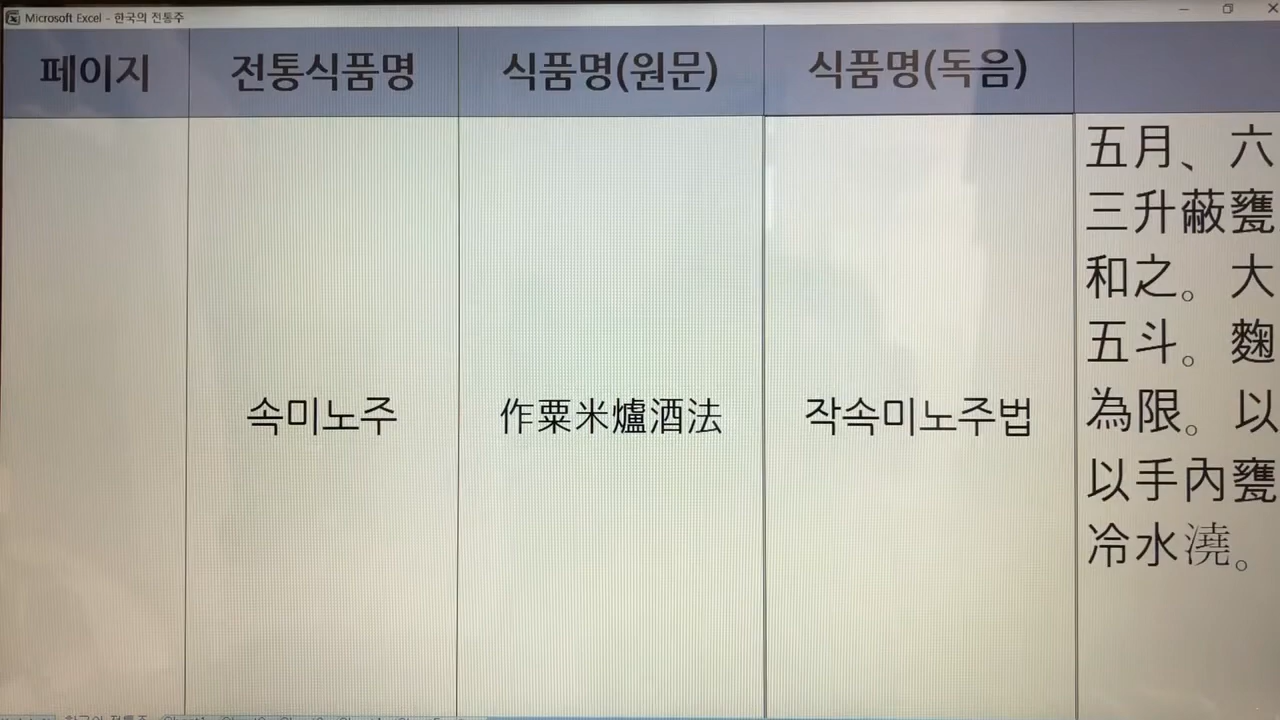 Microsoft Excel - 한국의 전통주
페이지 전통식품명 식품명(원문) 식품명(독음)
속미노주 作粟米爐酒法 작속미노주법
五月、六
三升蔽甕
和之。大
五斗。麴
為限。以
以手內甕
冷水澆。